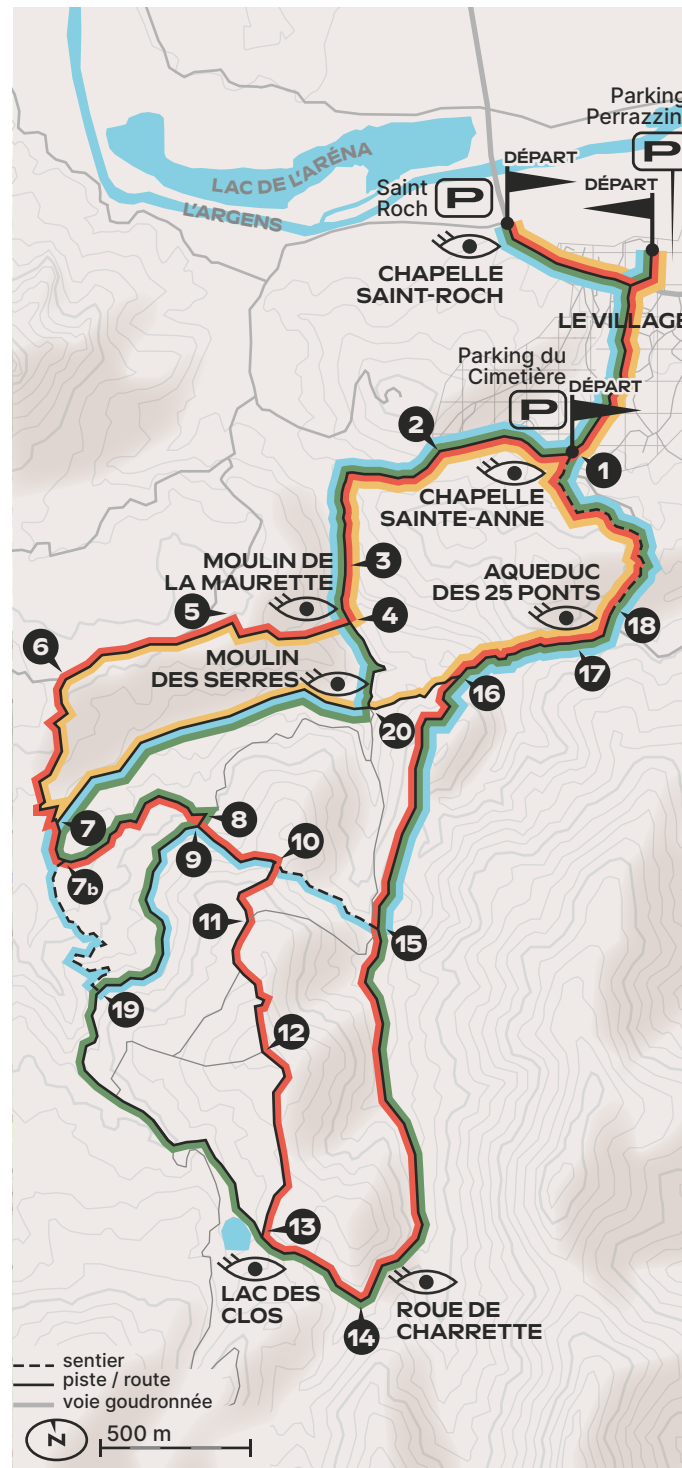 Parking
Perrazzin
P
DÉPART
DÉPART
LAC DE L'ARÉNA
L'ARGENS
Saint
Roch
P
CHAPELLE
SAINT-ROCH
LE VILLAGE
Parking du
Cimetière
P
DÉPART
2
1
CHAPELLE
SAINTE-ANNE
3
MOULIN DE
LA MAURETTE
AQUEDUC
DES 25 PONTS
5
4
18
6
MOULIN
DES SERRES
17
16
20
7
8
9
10
7b
11
15
19
12
13
LAC DES
CLOS
14
ROUE DE
CHARRETTE
sentier
piste / route
voie goudronnée
N
500 m